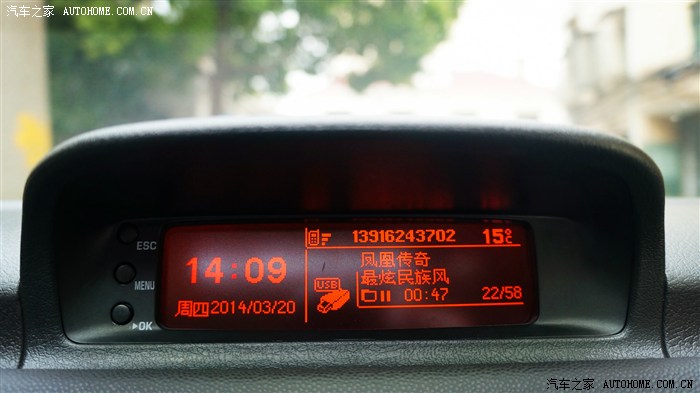 汽车之家 AUTOHOME.COM.CN
ESC
MENU
▸OK
14:09
周四2014/03/20
13916243702 15°C
凤凰传奇
最炫民族风
USB
00:47 22/58
汽车之家 AUTOHOME.COM.CN